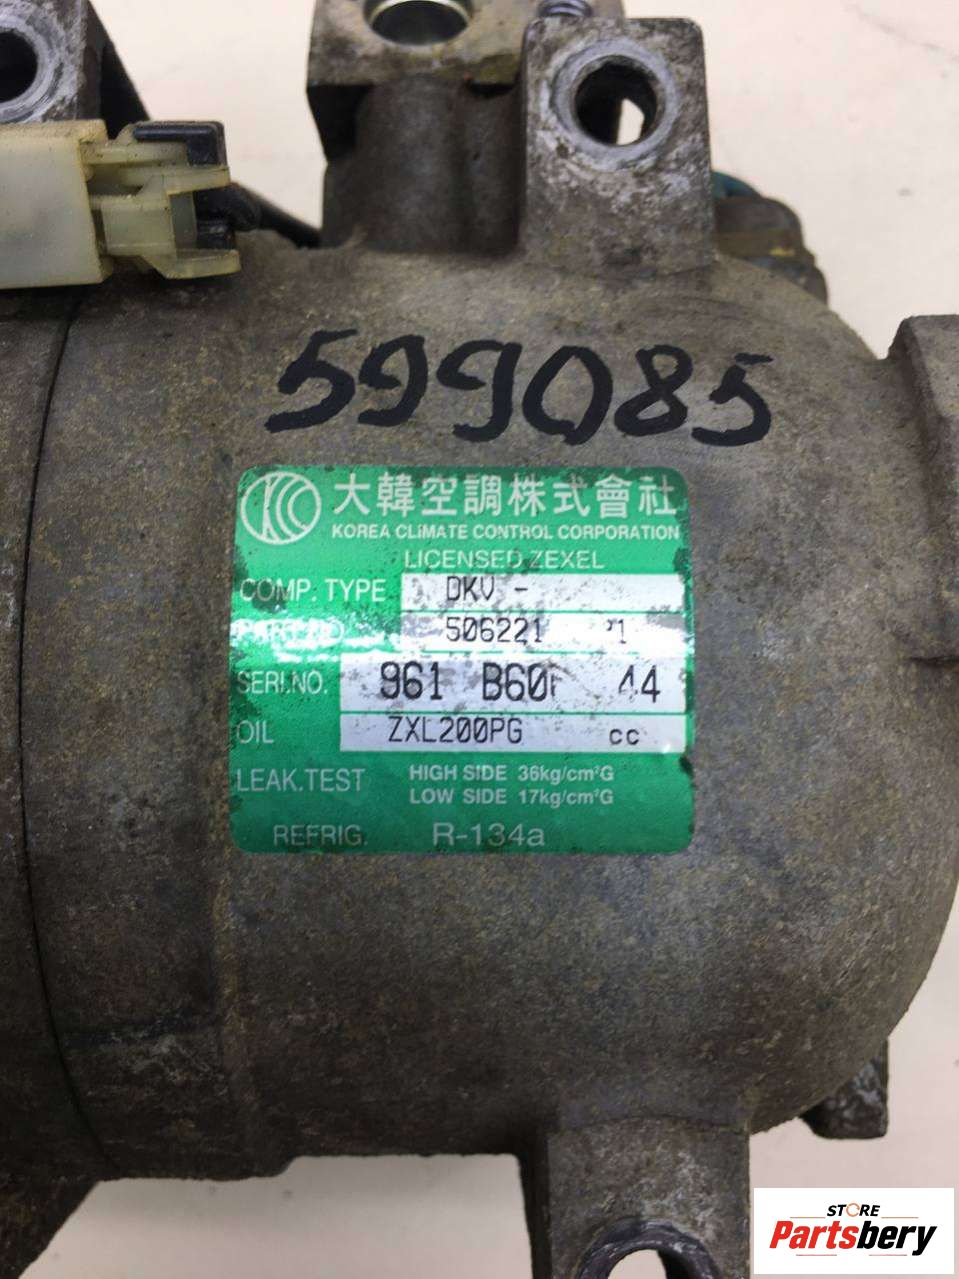 599085
KCC 大韓空調株式會社
KOREA CLIMATE CONTROL CORPORATION
LICENSED ZEXEL
COMP. TYPE DKV -
506221 1
SERI.NO. 961 B60 44
OIL ZXL200PG cc
LEAK.TEST HIGH SIDE 36kg/cm²G
LOW SIDE 17kg/cm²G
REFRIG. R-134a
STORE
Partsbery